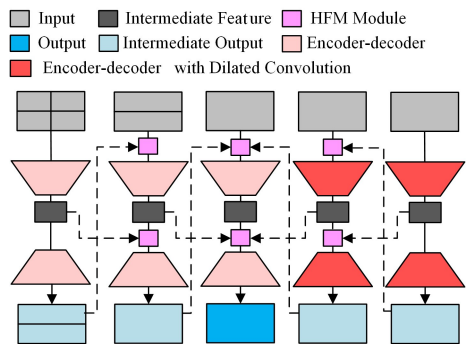 Input
Intermediate Feature
HFM Module
Output
Intermediate Output
Encoder-decoder
Encoder-decoder with Dilated Convolution